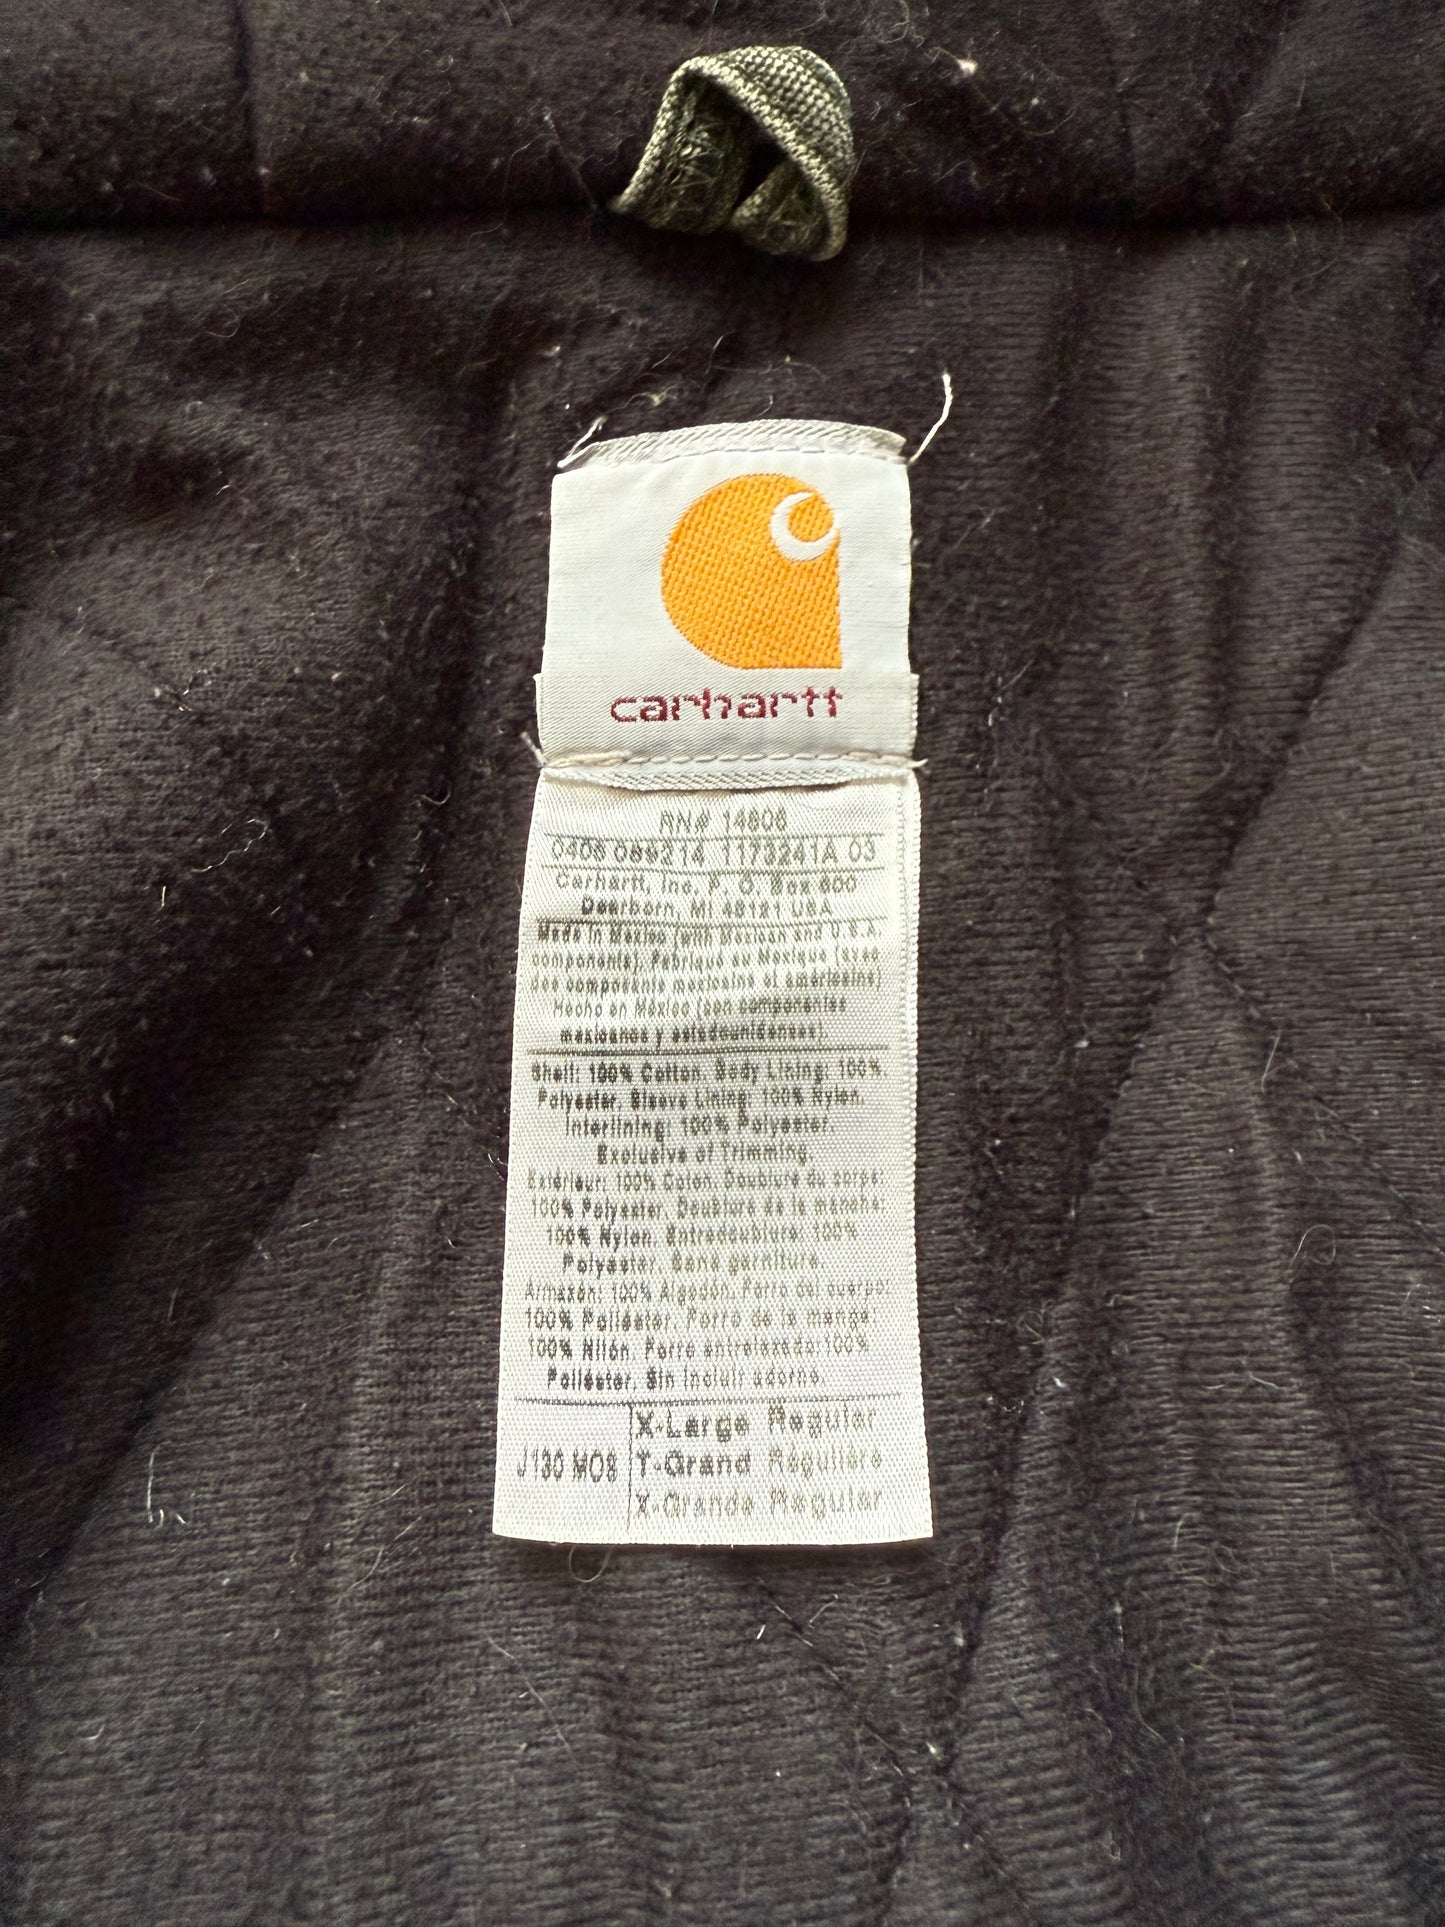 carhartt
RN# 14806
0406 089214 1173241A 03
Carhartt, Inc. P. O. Box 600
Dearborn, MI 48121 USA
Made in Mexico (with Mexican and U.S.A.
components). Fabriqué au Mexique (avec
des composants mexicains et américains)
Hecho en México (con componentes
mexicanos y estadounidenses)
Shell: 100% Cotton. Body Lining: 100%
Polyester. Sleeve Lining: 100% Nylon.
Interlining: 100% Polyester.
Exclusive of Trimming.
Extérieur: 100% Coton. Doublure du corps:
100% Polyester. Doublure de la manche:
100% Nylon. Entredoublure: 100%
Polyester. Sans garniture.
Armazón: 100% Algodón. Forro del cuerpo:
100% Poliéster. Forro de la manga:
100% Nilón. Forro entrelazado:100%
Poliéster. Sin incluir adorno.
J130 MOS
X-Large Regular
T-Grand Régulière
X-Grande Regular